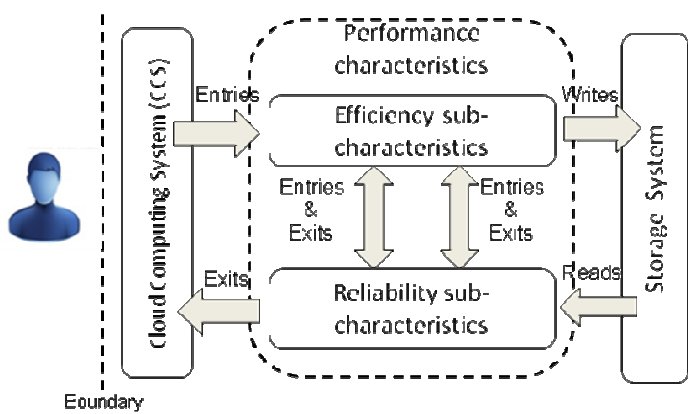 Performance
characteristics
Cloud Computing System (CCS)
Entries
Efficiency sub-
characteristics
Writes
Storage System
Entries
&
Exits
Entries
&
Exits
Exits
Reliability sub-
characteristics
Reads
Eoundary